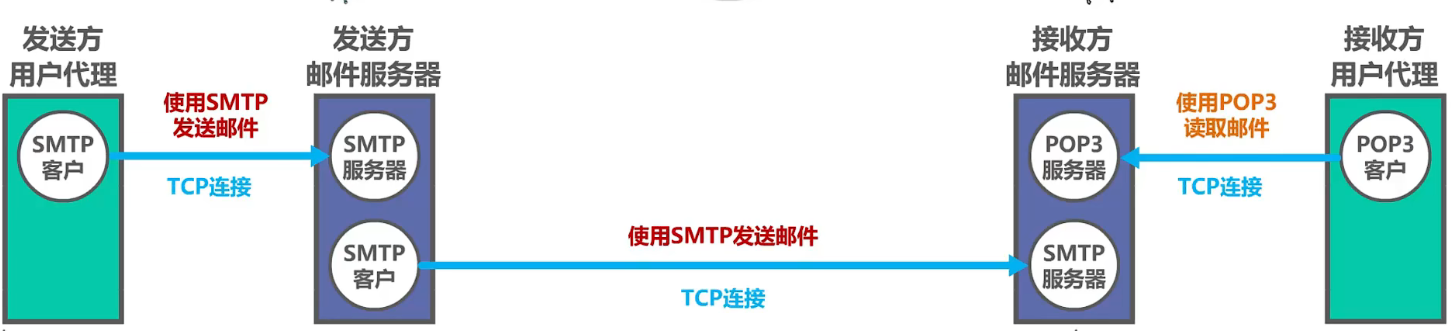 发送方
用户代理
发送方
邮件服务器
接收方
邮件服务器
接收方
用户代理
使用SMTP
发送邮件
使用POP3
读取邮件
SMTP
客户
SMTP
服务器
POP3
服务器
POP3
客户
TCP连接
TCP连接
使用SMTP发送邮件
SMTP
客户
SMTP
服务器
TCP连接